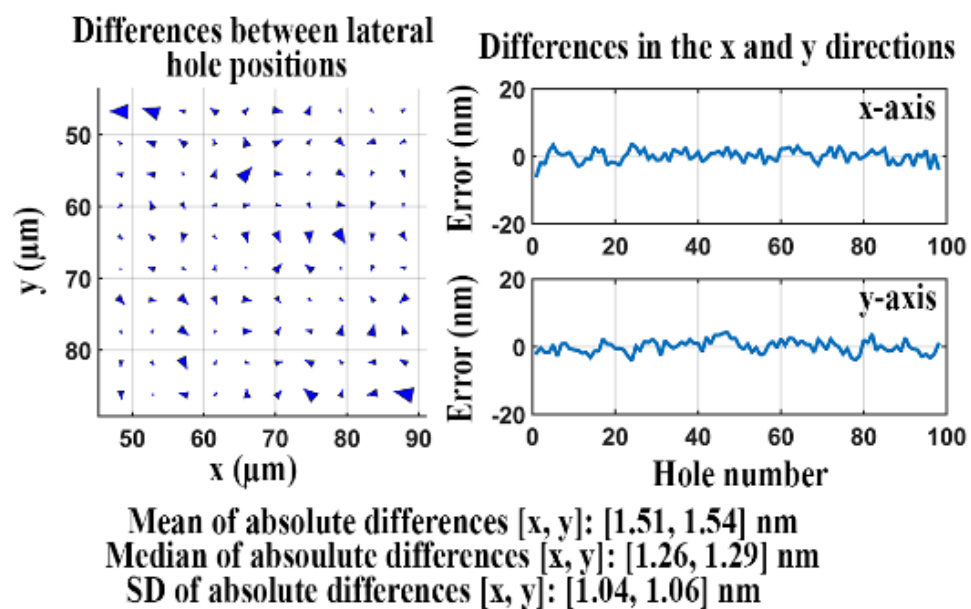 Differences between lateral
hole positions
50
60
70
80
y (µm)
50
60
70
80
90
x (µm)
Differences in the x and y directions
x-axis
20
0
-20
Error (nm)
0
20
40
60
80
100
y-axis
20
0
-20
Error (nm)
0
20
40
60
80
100
Hole number
Mean of absolute differences [x, y]: [1.51, 1.54] nm
Median of absoulute differences [x, y]: [1.26, 1.29] nm
SD of absolute differences [x, y]: [1.04, 1.06] nm